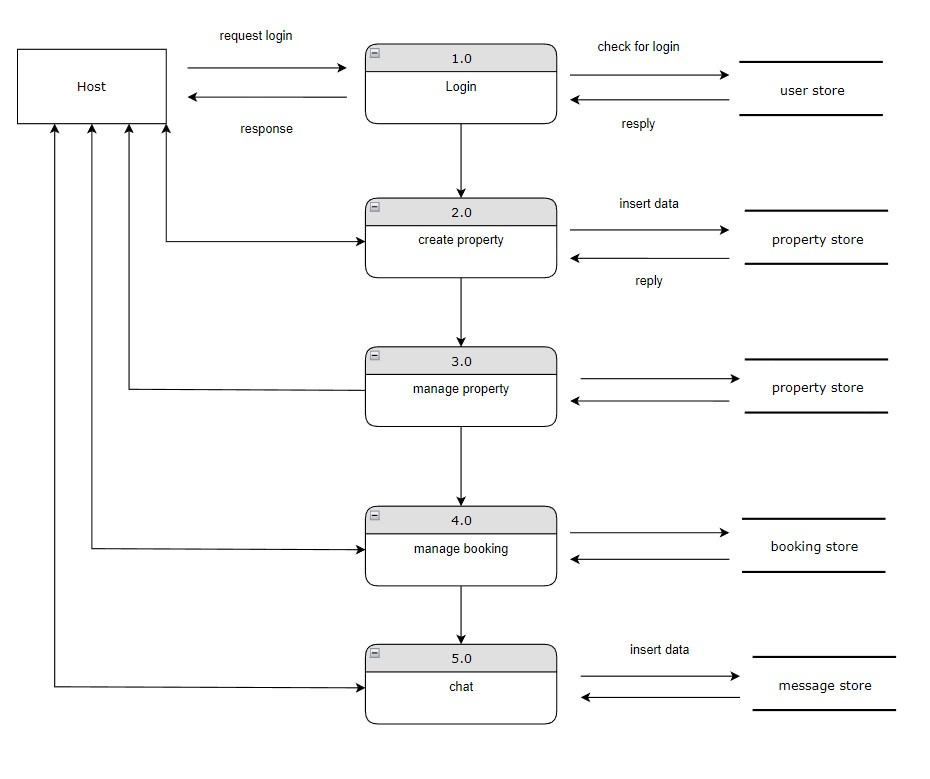 request login
Host
response
1.0
Login
check for login
user store
resply
2.0
create property
insert data
property store
reply
3.0
manage property
property store
4.0
manage booking
booking store
5.0
chat
insert data
message store